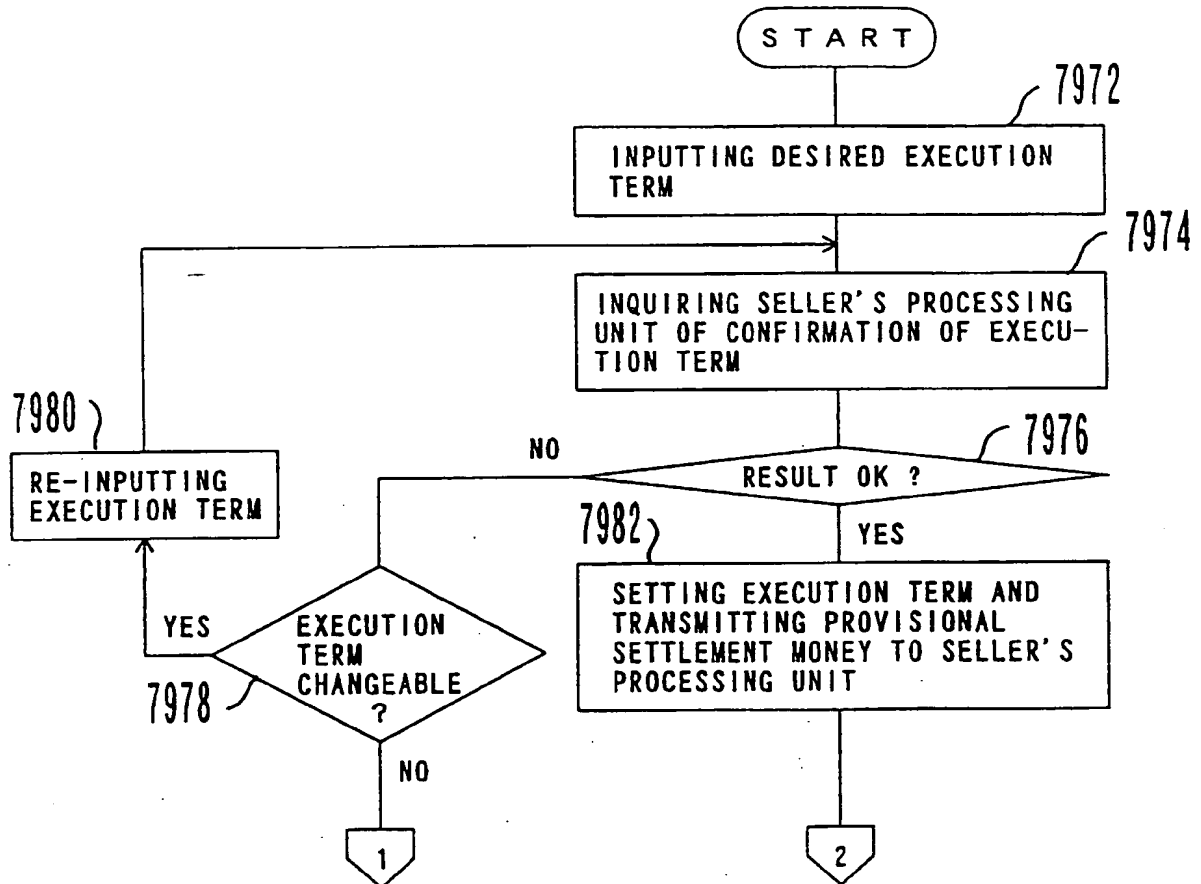 START
7972
INPUTTING DESIRED EXECUTION
TERM
7974
INQUIRING SELLER'S PROCESSING
UNIT OF CONFIRMATION OF EXECU-
TION TERM
7980
RE-INPUTTING
EXECUTION TERM
NO
7976
RESULT OK ?
YES
7982
SETTING EXECUTION TERM AND
TRANSMITTING PROVISIONAL
SETTLEMENT MONEY TO SELLER'S
PROCESSING UNIT
YES
EXECUTION
TERM
CHANGEABLE
?
7978
NO
1
2